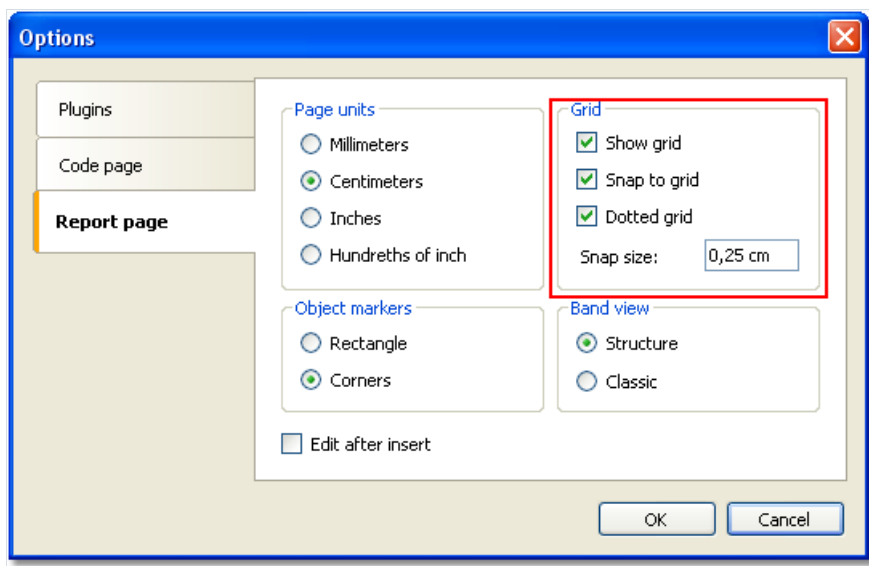 Options
Plugins
Code page
Report page
Page units
Millimeters
Centimeters
Inches
Hundreths of inch
Grid
Show grid
Snap to grid
Dotted grid
Snap size: 0,25 cm
Object markers
Rectangle
Corners
Band view
Structure
Classic
Edit after insert
OK Cancel